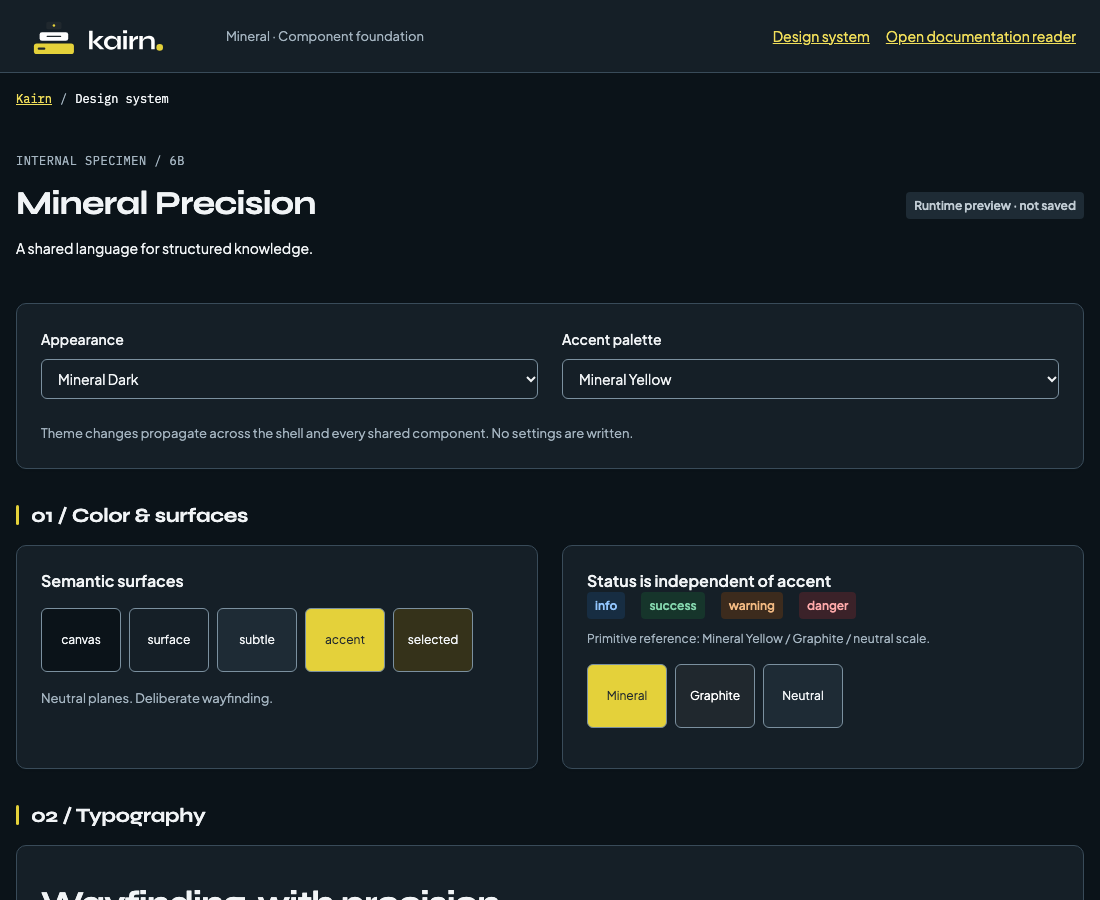 kairn.
Mineral · Component foundation
Design system
Open documentation reader
Kairn / Design system
INTERNAL SPECIMEN / 6B
Mineral Precision
Runtime preview · not saved
A shared language for structured knowledge.
Appearance
Accent palette
Mineral Dark
Mineral Yellow
Theme changes propagate across the shell and every shared component. No settings are written.
01 / Color & surfaces
Semantic surfaces
canvas
surface
subtle
accent
selected
Neutral planes. Deliberate wayfinding.
Status is independent of accent
info
success
warning
danger
Primitive reference: Mineral Yellow / Graphite / neutral scale.
Mineral
Graphite
Neutral
02 / Typography
Wayfinding, with precision